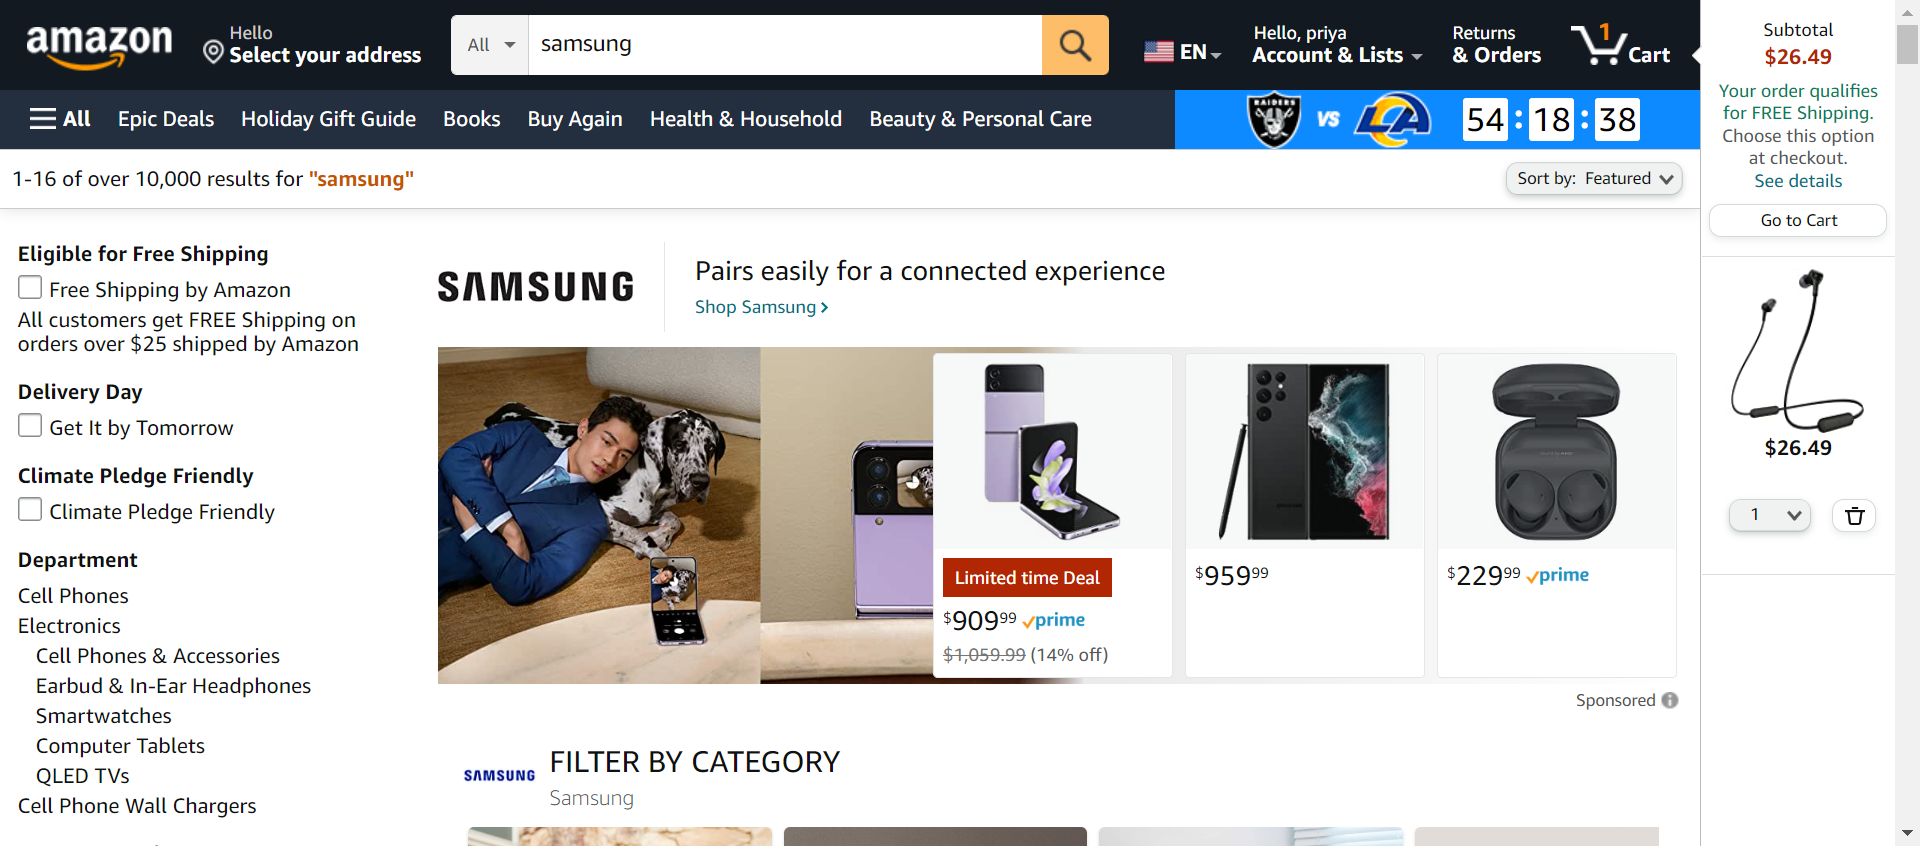 amazon
Hello
Select your address
All
samsung
EN
Hello, priya
Account & Lists
Returns
& Orders
1
Cart
All
Epic Deals
Holiday Gift Guide
Books
Buy Again
Health & Household
Beauty & Personal Care
RAIDERS
VS
LA
54 : 18 : 38
1-16 of over 10,000 results for "samsung"
Sort by: Featured
Subtotal
$26.49
Your order qualifies
for FREE Shipping.
Choose this option
at checkout.
See details
Go to Cart
$26.49
1
Eligible for Free Shipping
Free Shipping by Amazon
All customers get FREE Shipping on
orders over $25 shipped by Amazon
Delivery Day
Get It by Tomorrow
Climate Pledge Friendly
Climate Pledge Friendly
Department
Cell Phones
Electronics
Cell Phones & Accessories
Earbud & In-Ear Headphones
Smartwatches
Computer Tablets
QLED TVs
Cell Phone Wall Chargers
SAMSUNG
Pairs easily for a connected experience
Shop Samsung ›
Limited time Deal
$909.99 prime
$1,059.99 (14% off)
$959.99
$229.99 prime
Sponsored
SAMSUNG
FILTER BY CATEGORY
Samsung